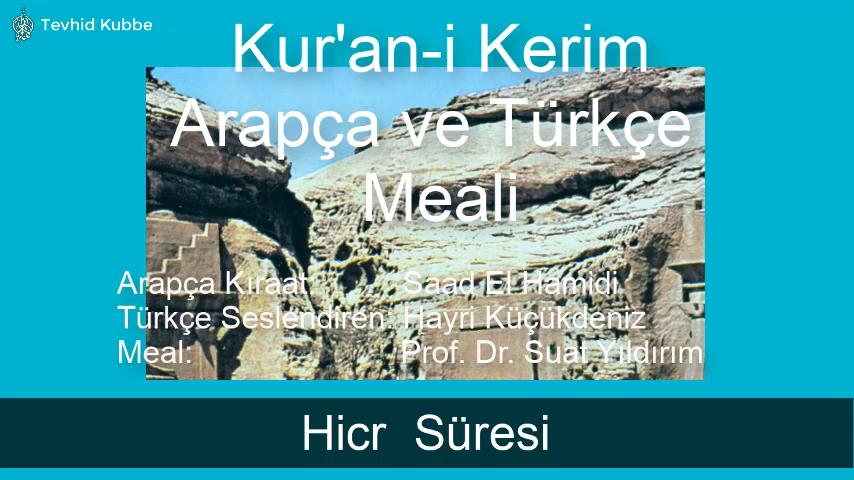 Tevhid Kubbe
Kur'an-i Kerim
Arapça ve Türkçe
Meali
Arapça Kıraat: Saad El Hamidi
Türkçe Seslendiren: Hayri Küçükdeniz
Meal: Prof. Dr. Suat Yıldırım
Hicr Süresi